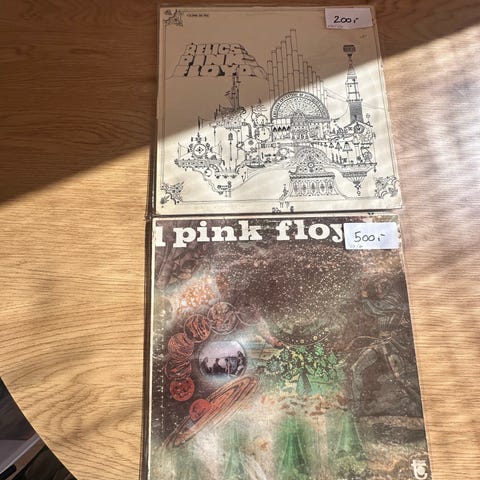 200,-
RELICS
PINK
FLOYD
d pink floy
500,-